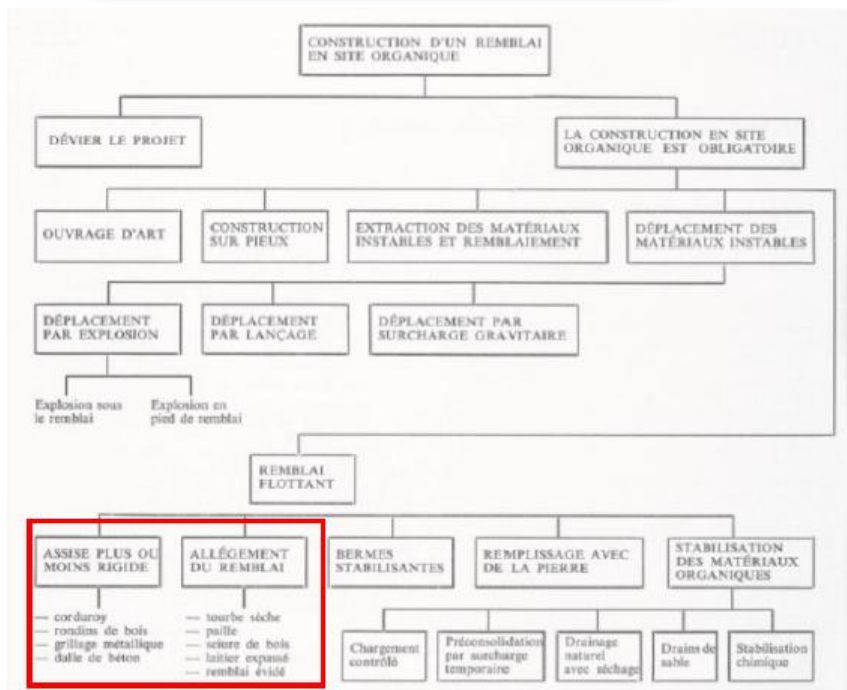 CONSTRUCTION D'UN REMBLAI
EN SITE ORGANIQUE
DÉVIER LE PROJET
LA CONSTRUCTION EN SITE
ORGANIQUE EST OBLIGATOIRE
OUVRAGE D'ART
CONSTRUCTION
SUR PIEUX
EXTRACTION DES MATÉRIAUX
INSTABLES ET REMBLAIEMENT
DÉPLACEMENT DES
MATÉRIAUX INSTABLES
DÉPLACEMENT
PAR EXPLOSION
DÉPLACEMENT
PAR LANÇAGE
DÉPLACEMENT PAR
SURCHARGE GRAVITAIRE
Explosion sous
le remblai
Explosion en
pied de remblai
REMBLAI
FLOTTANT
ASSISE PLUS OU
MOINS RIGIDE
ALLÉGEMENT
DU REMBLAI
BERMES
STABILISANTES
REMPLISSAGE AVEC
DE LA PIERRE
STABILISATION
DES MATÉRIAUX
ORGANIQUES
— corduroy
— rondins de bois
— grillage métallique
— dalle de béton
— tourbe sèche
— paille
— sciure de bois
— laitier expansé
— remblai évidé
Chargement
contrôlé
Préconsolidation
par surcharge
temporaire
Drainage
naturel
avec séchage
Drains de
sable
Stabilisation
chimique